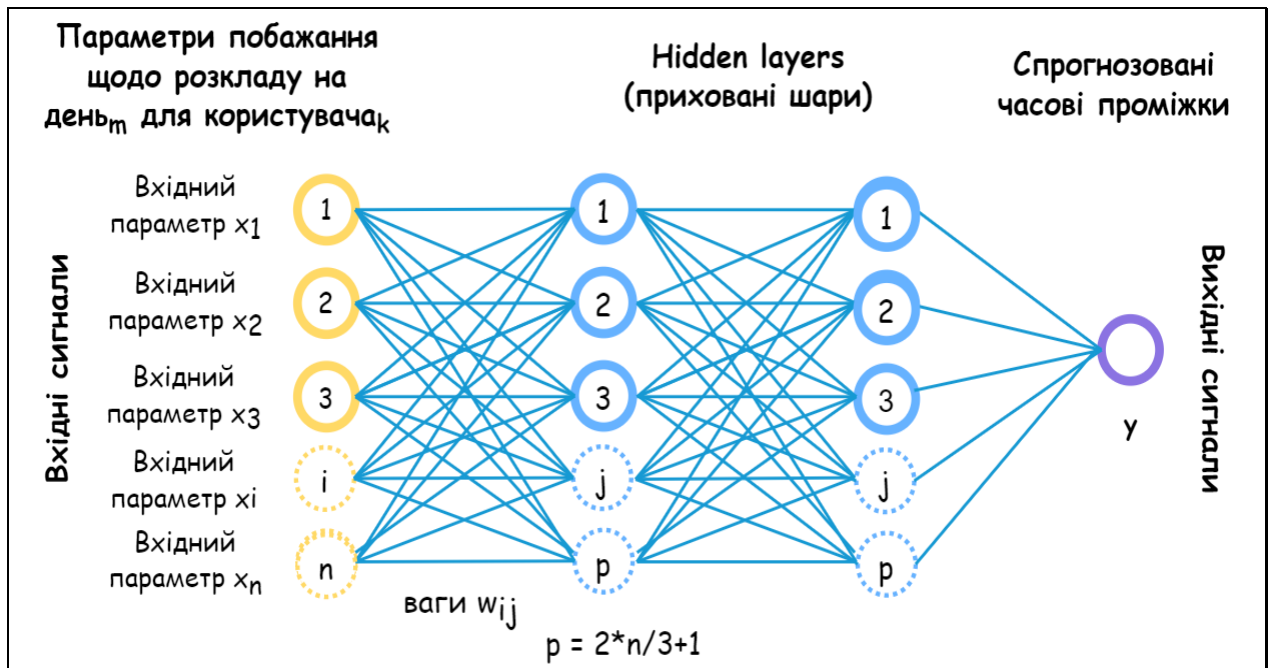 Параметри побажання
щодо розкладу на
деньm для користувачаk
Hidden layers
(приховані шари)
Спрогнозовані
часові проміжки
Вхідні сигнали
Вхідний
параметр x1
Вхідний
параметр x2
Вхідний
параметр x3
Вхідний
параметр xi
Вхідний
параметр xn
1
2
3
i
n
1
2
3
j
p
1
2
3
j
p
y
Вихідні сигнали
ваги wij
p = 2*n/3+1